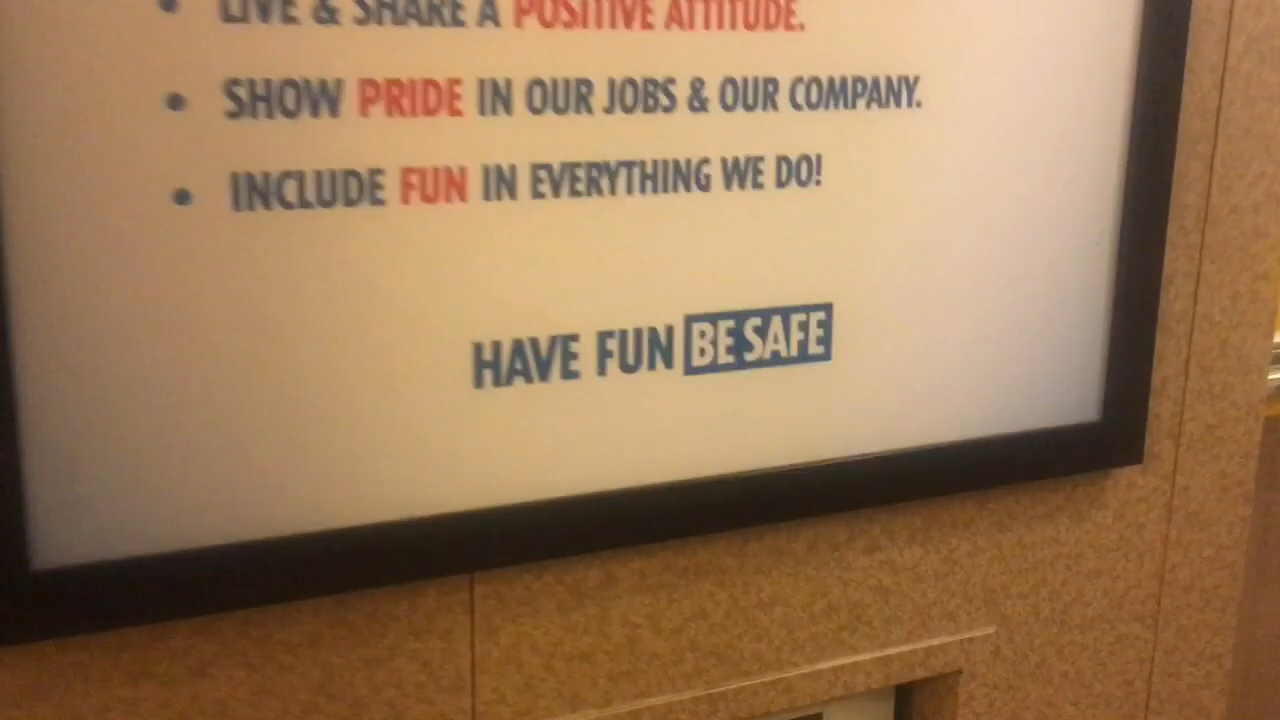 • LIVE & SHARE A POSITIVE ATTITUDE.
• SHOW PRIDE IN OUR JOBS & OUR COMPANY.
• INCLUDE FUN IN EVERYTHING WE DO!
HAVE FUN BE SAFE